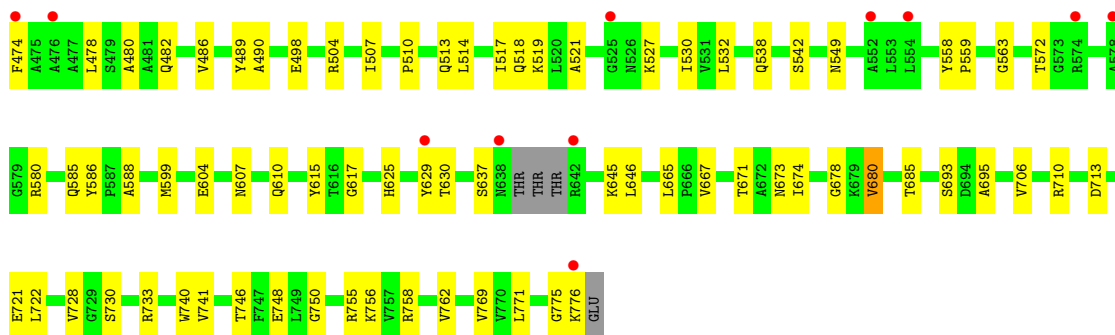 F474 A475 A476 A477 L478 S479 A480 A481 Q482 V486 Y489 A490 E498 R504 I507 P510 Q513 L514 I517 Q518 K519 L520 A521 G525 N526 K527 I530 V531 L532 Q538 S542 N549 A552 L553 L554 Y558 P559 G563 T572 G573 R574 A578
G579 R580 Q585 Y586 P587 A588 M599 E604 N607 Q610 Y615 T616 G617 H625 Y629 T630 S637 N638 THR THR THR R642 K645 L646 L665 P666 V667 T671 A672 N673 I674 G678 K679 V680 T685 S693 D694 A695 V706 R710 D713
E721 L722 V728 G729 S730 R733 W740 V741 T746 F747 E748 L749 G750 R755 K756 V757 R758 V762 V769 V770 L771 G775 K776 GLU